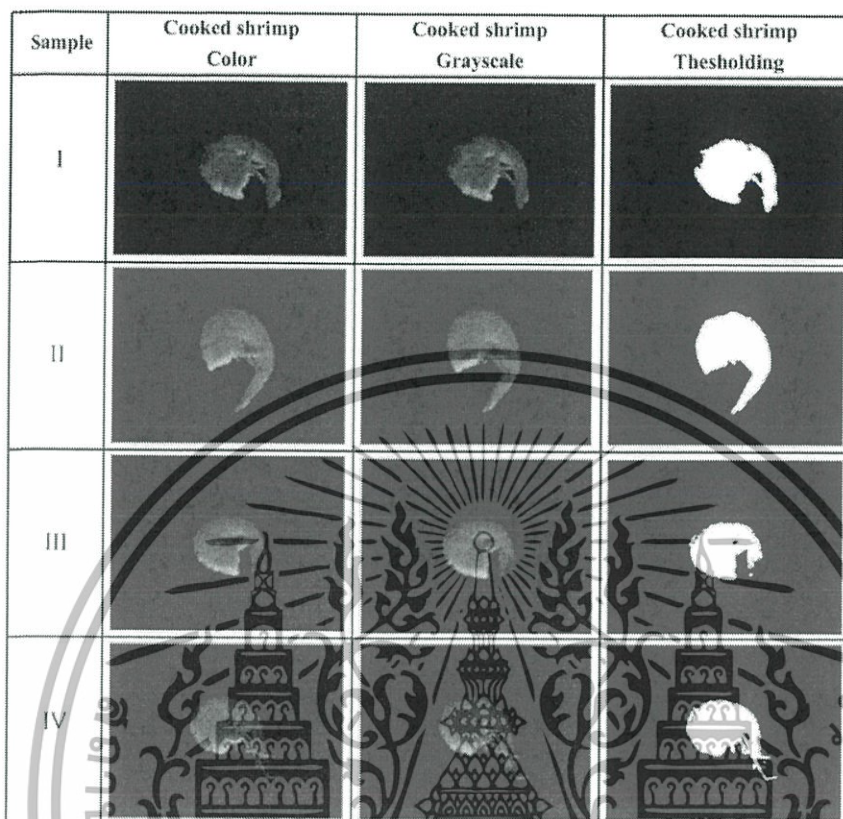 Sample
Cooked shrimp
Color
Cooked shrimp
Grayscale
Cooked shrimp
Thesholding
I
II
III
IV